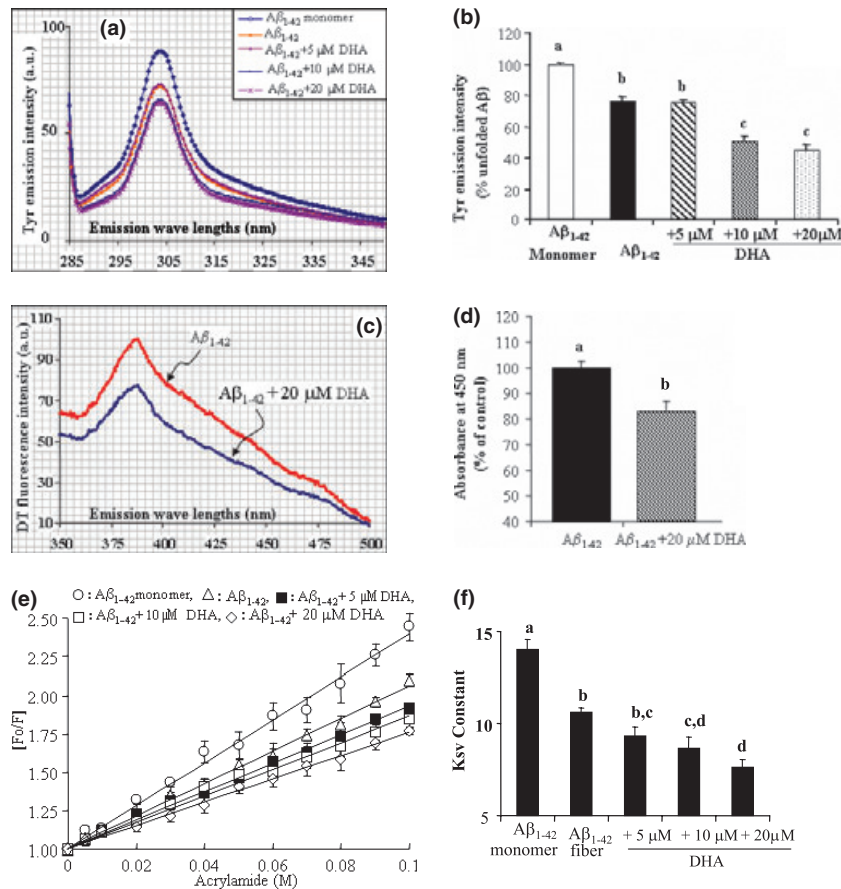 (a)
Aβ1-42 monomer
Aβ1-42
Aβ1-42+5 μM DHA
Aβ1-42+10 μM DHA
Aβ1-42+20 μM DHA
Tyr emission intensity (a.u.)
100
50
0
Emission wave lengths (nm)
285 295 305 315 325 335 345
(b)
Tyr emission intensity
(% unfolded Aβ)
120
100
80
60
40
20
0
a
b
b
c
c
Aβ1-42
Monomer
Aβ1-42
+5 μM +10 μM +20μM
DHA
(c)
DT fluorescence intensity (a.u.)
110
90
70
50
30
10
Aβ1-42
Aβ1-42 +20 μM DHA
Emission wave lengths (nm)
350 375 400 425 450 475 500
(d)
Absorbance at 450 nm
(% of control)
120
110
100
90
80
70
60
50
40
a
b
Aβ1-42 Aβ1-42 +20 μM DHA
(e)
○ : Aβ1-42 monomer, △ : Aβ1-42, ■ : Aβ1-42+ 5 μM DHA,
□ : Aβ1-42+10 μM DHA, ◇ : Aβ1-42+ 20 μM DHA
[Fo/F]
2.50
2.25
2.00
1.75
1.50
1.25
1.00
0 0.02 0.04 0.06 0.08 0.1
Acrylamide (M)
(f)
Ksv Constant
15
10
5
a
b
b,c
c,d
d
Aβ1-42
monomer
Aβ1-42
fiber
+ 5 μM + 10 μM + 20μM
DHA